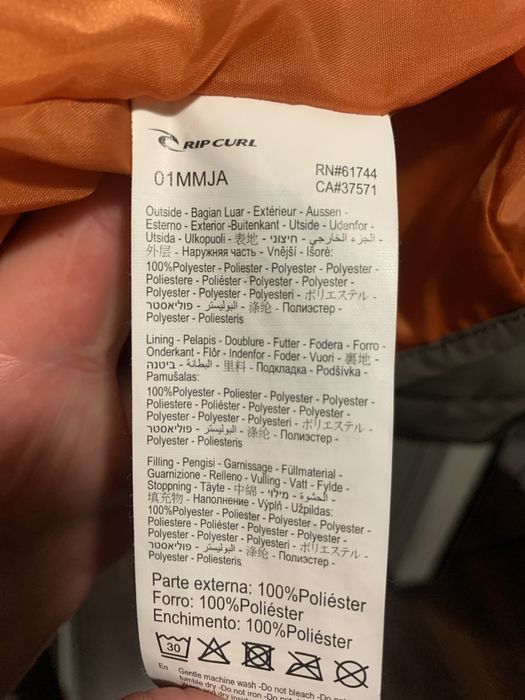 RIP CURL
01MMJA
RN#61744
CA#37571
Outside - Bagian Luar - Extérieur - Aussen -
Esterno - Exterior -Buitenkant - Utside - Udenfor -
Utsida - Ulkopuoli - 表地 - חיצוני - الجزء الخارجي -
外层 - Наружняя часть - Vnější - Išorė:
100%Polyester - Poliester - Polyester - Polyester -
Poliestere - Poliéster - Polyester - Polyester -
Polyester - Polyester - Polyesteri - ポリエステル -
פוליאסטר - البوليستر - 涤纶 - Полиэстер -
Polyester - Poliesteris
Lining - Pelapis - Doublure - Futter - Fodera - Forro -
Onderkant - Flôr - Indenfor - Foder - Vuori - 裏地 -
ביטנה - البطانة - 里料 - Подкладка - Podšívka -
Pamušalas:
100%Polyester - Poliester - Polyester - Polyester -
Poliestere - Poliéster - Polyester - Polyester -
Polyester - Polyester - Polyesteri - ポリエステル -
פוליאסטר - البوليستر - 涤纶 - Полиэстер -
Polyester - Poliesteris
Filling - Pengisi - Garnissage - Füllmaterial -
Guarnizione - Relleno - Vulling - Vatt - Fylde -
Stoppning - Täyte - 中綿 - מילוי - الحشوة -
填充物 - Наполнение - Výplň - Užpildas:
100%Polyester - Poliester - Polyester - Polyester -
Poliestere - Poliéster - Polyester - Polyester -
Polyester - Polyester - Polyesteri - ポリエステル -
פוליאסטר - البوليستر - 涤纶 - Полиэстер -
Polyester - Poliesteris
Parte externa: 100%Poliéster
Forro: 100%Poliéster
Enchimento: 100%Poliéster
30
En Gentle machine wash -Do not bleach -Do not
tumble dry -Do not iron -Do not dry